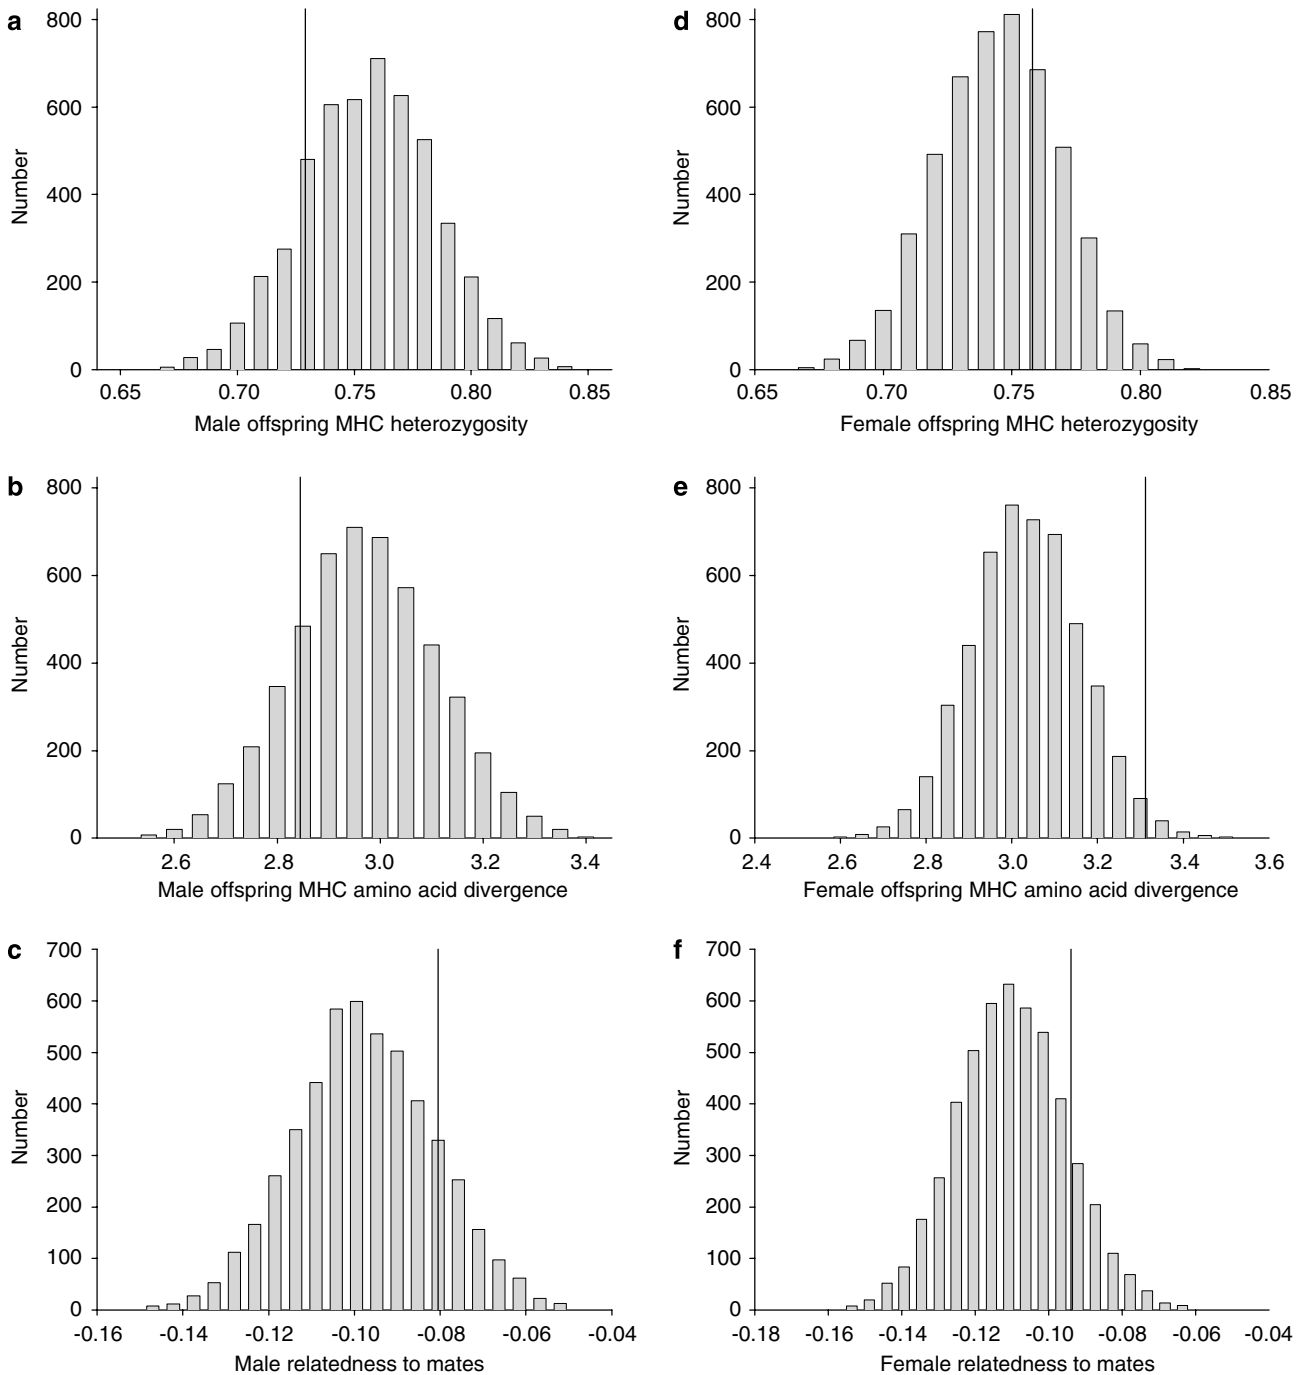 a
800
600
400
200
0
Number
0.65 0.70 0.75 0.80 0.85
Male offspring MHC heterozygosity
d
800
600
400
200
0
Number
0.65 0.70 0.75 0.80 0.85
Female offspring MHC heterozygosity
b
800
600
400
200
0
Number
2.6 2.8 3.0 3.2 3.4
Male offspring MHC amino acid divergence
e
800
600
400
200
0
Number
2.4 2.6 2.8 3.0 3.2 3.4 3.6
Female offspring MHC amino acid divergence
c
700
600
500
400
300
200
100
0
Number
-0.16 -0.14 -0.12 -0.10 -0.08 -0.06 -0.04
Male relatedness to mates
f
700
600
500
400
300
200
100
0
Number
-0.18 -0.16 -0.14 -0.12 -0.10 -0.08 -0.06 -0.04
Female relatedness to mates